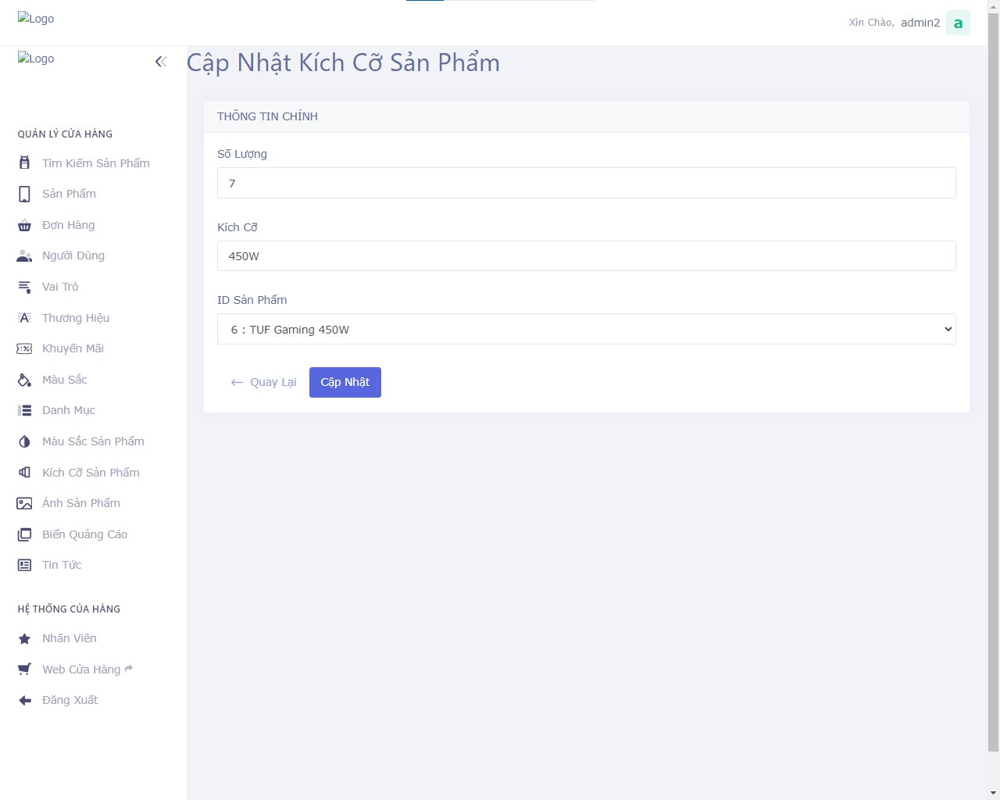 Logo
Xin Chào, admin2 a
Logo
Cập Nhật Kích Cỡ Sản Phẩm
THÔNG TIN CHÍNH
Số Lượng
7
Kích Cỡ
450W
ID Sản Phẩm
6 : TUF Gaming 450W
Quay Lại Cập Nhật
QUẢN LÝ CỬA HÀNG
Tìm Kiếm Sản Phẩm
Sản Phẩm
Đơn Hàng
Người Dùng
Vai Trò
Thương Hiệu
Khuyến Mãi
Màu Sắc
Danh Mục
Màu Sắc Sản Phẩm
Kích Cỡ Sản Phẩm
Ảnh Sản Phẩm
Biển Quảng Cáo
Tin Tức
HỆ THỐNG CỦA HÀNG
Nhân Viên
Web Cửa Hàng
Đăng Xuất